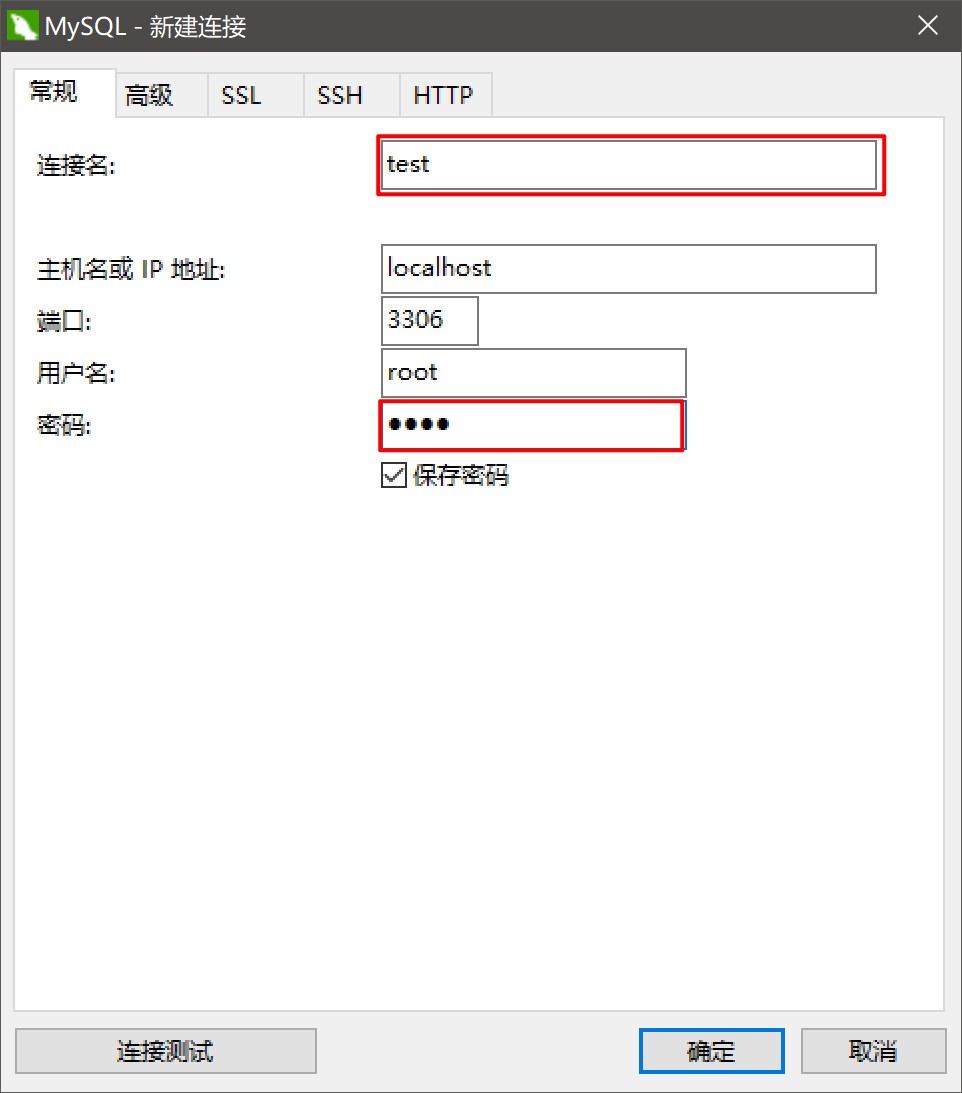 MySQL - 新建连接
常规 高级 SSL SSH HTTP
连接名: test
主机名或 IP 地址: localhost
端口: 3306
用户名: root
密码: ●●●●
保存密码
连接测试 确定 取消